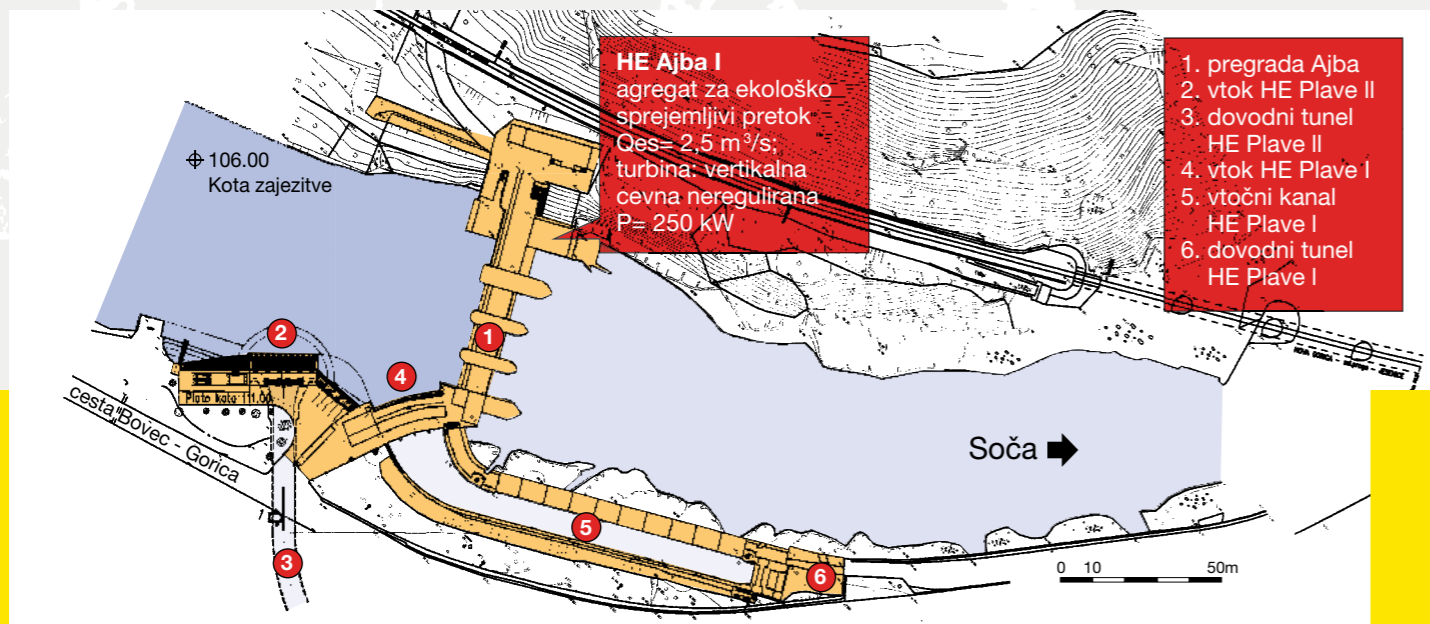 HE Ajba I
agregat za ekološko
sprejemljivi pretok
Qes= 2,5 m³/s;
turbina: vertikalna
cevna neregulirana
P= 250 kW
1. pregrada Ajba
2. vtok HE Plave II
3. dovodni tunel
HE Plave II
4. vtok HE Plave I
5. vtočni kanal
HE Plave I
6. dovodni tunel
HE Plave I
106.00
Kota zajezitve
2
4
1
Plato kota 111.00
cesta Bovec - Gorica
Soča
1
5
3
6
0 10 50m